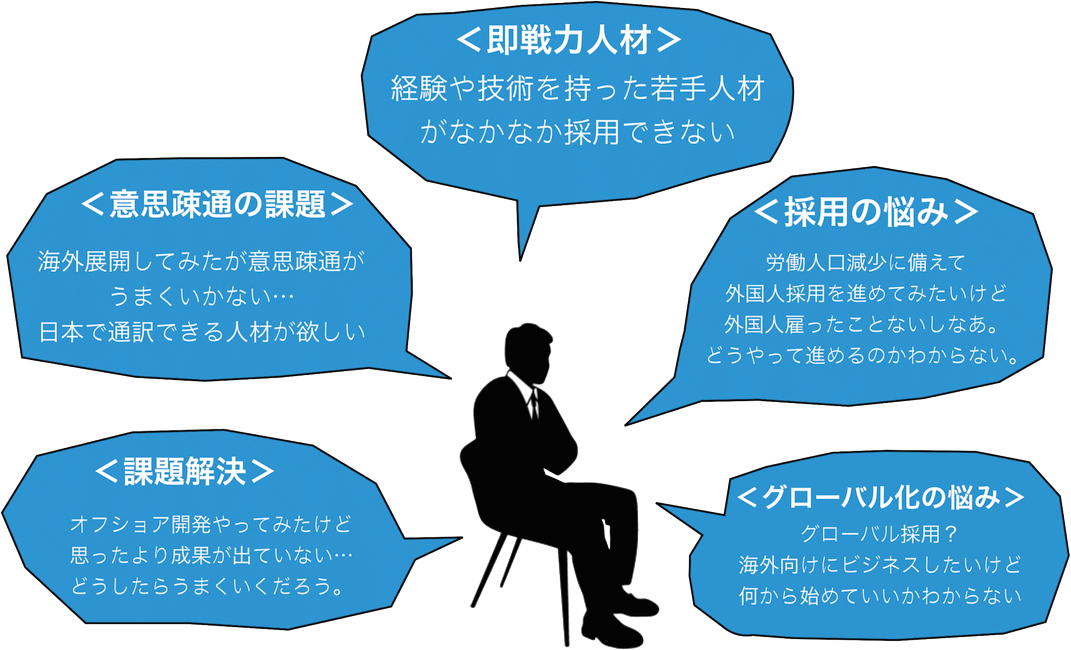 ＜即戦力人材＞
経験や技術を持った若手人材
がなかなか採用できない
＜意思疎通の課題＞
海外展開してみたが意思疎通が
うまくいかない…
日本で通訳できる人材が欲しい
＜採用の悩み＞
労働人口減少に備えて
外国人採用を進めてみたいけど
外国人雇ったことないしなあ。
どうやって進めるのかわからない。
＜課題解決＞
オフショア開発やってみたけど
思ったより成果が出ていない…
どうしたらうまくいくだろう。
＜グローバル化の悩み＞
グローバル採用？
海外向けにビジネスしたいけど
何から始めていいかわからない